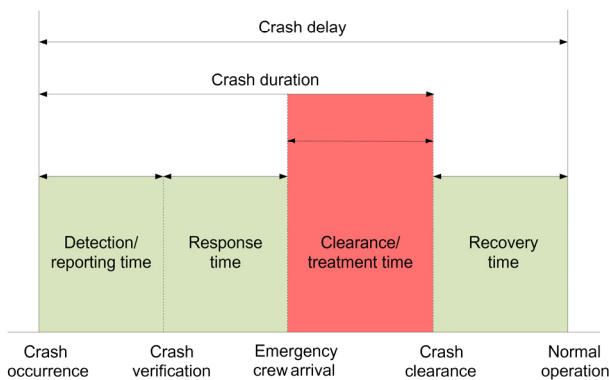 Crash delay
Crash duration
Detection/
reporting time
Response
time
Clearance/
treatment time
Recovery
time
Crash
occurrence
Crash
verification
Emergency
crew arrival
Crash
clearance
Normal
operation